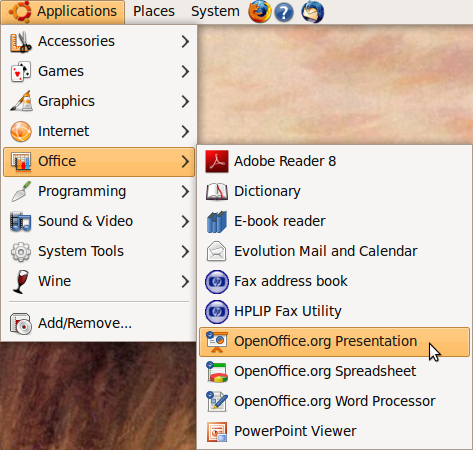 Applications Places System
Accessories
Games
Graphics
Internet
Office
Programming
Sound & Video
System Tools
Wine
Add/Remove...
Adobe Reader 8
Dictionary
E-book reader
Evolution Mail and Calendar
Fax address book
HPLIP Fax Utility
OpenOffice.org Presentation
OpenOffice.org Spreadsheet
OpenOffice.org Word Processor
PowerPoint Viewer